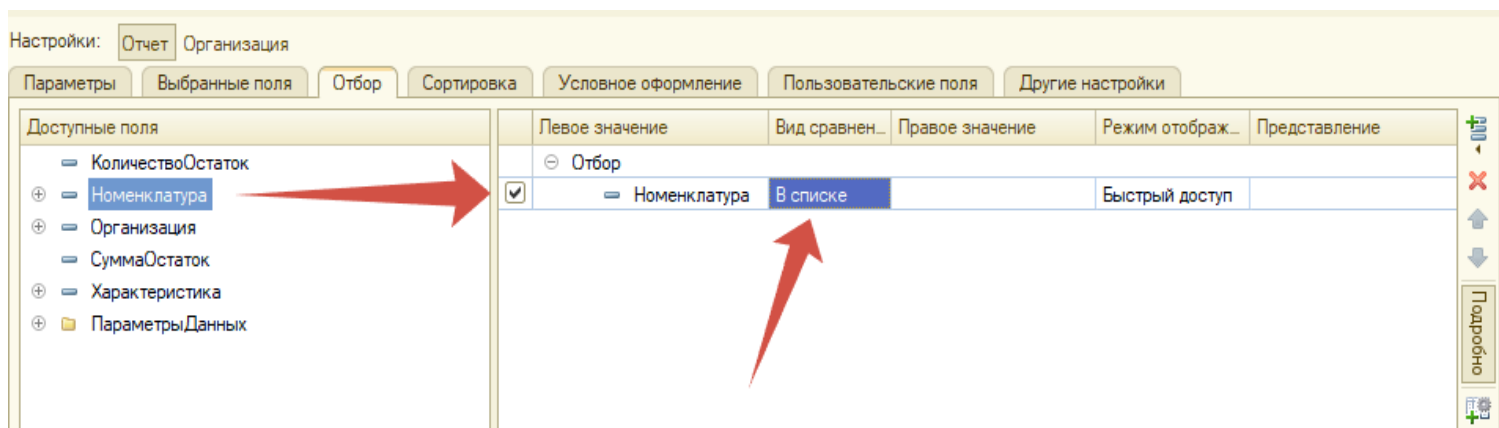 Настройки: Отчет Организация
Параметры Выбранные поля Отбор Сортировка Условное оформление Пользовательские поля Другие настройки
Доступные поля Левое значение Вид сравнен... Правое значение Режим отображ... Представление
КоличествоОстаток Отбор
Номенклатура Номенклатура В списке Быстрый доступ
Организация
СуммаОстаток
Характеристика
ПараметрыДанных
Подробно